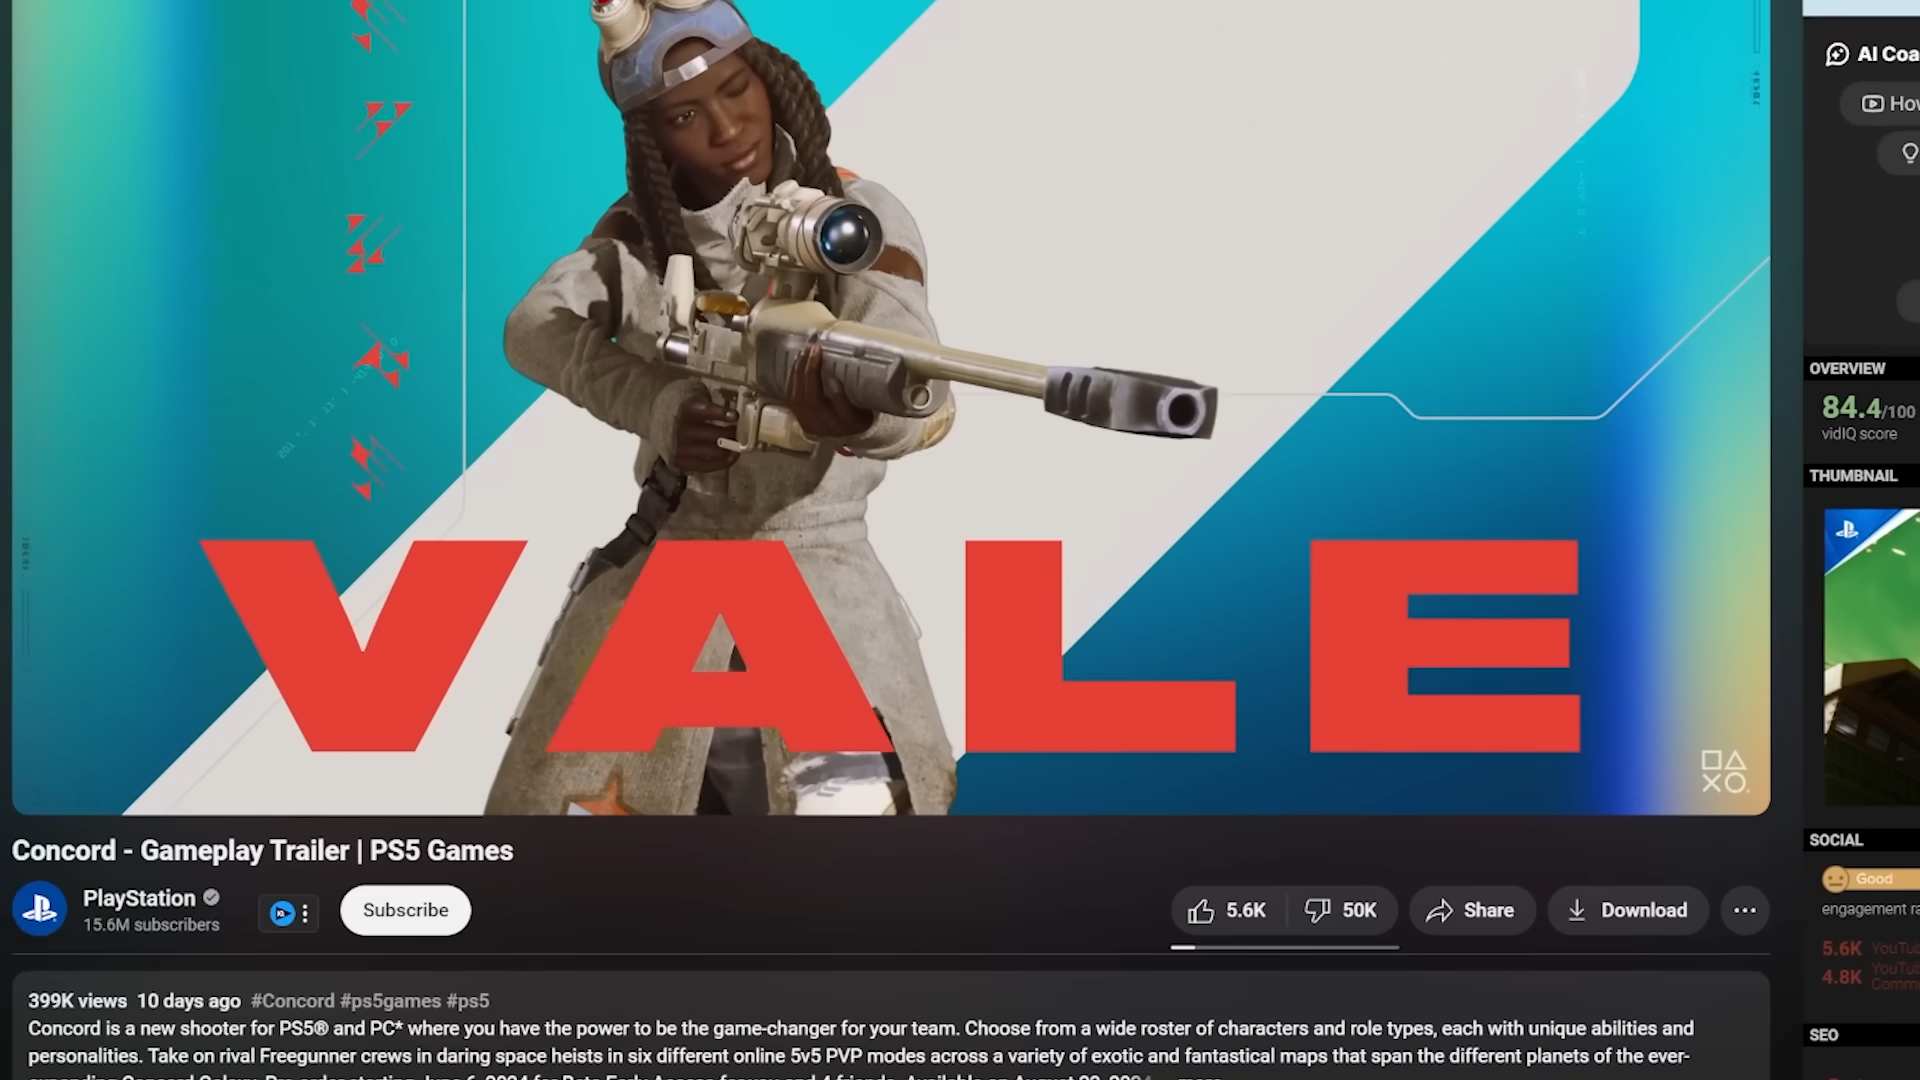 AI Coa
How
VALE
OVERVIEW
84.4/100
vidIQ score
THUMBNAIL
Concord - Gameplay Trailer | PS5 Games
PlayStation
15.6M subscribers
Subscribe
5.6K
50K
Share
Download
SOCIAL
Good
engagement ra
5.6K YouTub
4.8K YouTub
Comm
SEO
399K views 10 days ago #Concord #ps5games #ps5
Concord is a new shooter for PS5® and PC* where you have the power to be the game-changer for your team. Choose from a wide roster of characters and role types, each with unique abilities and
personalities. Take on rival Freegunner crews in daring space heists in six different online 5v5 PVP modes across a variety of exotic and fantastical maps that span the different planets of the ever-